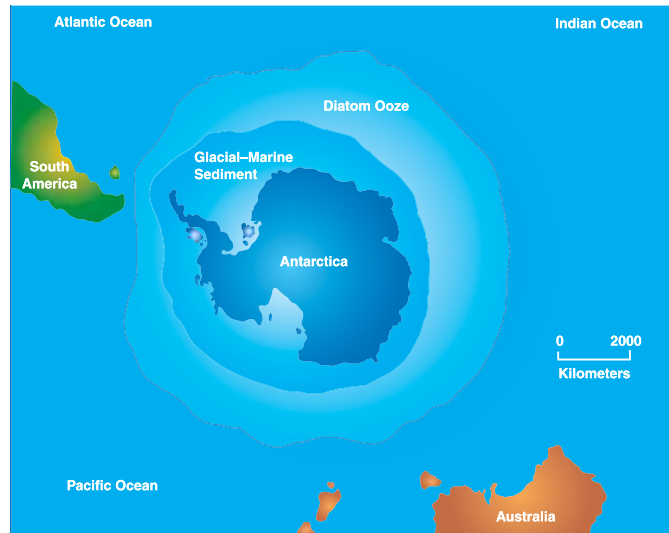 Atlantic Ocean
Indian Ocean
Diatom Ooze
Glacial–Marine
Sediment
South
America
Antarctica
0 2000
Kilometers
Pacific Ocean
Australia